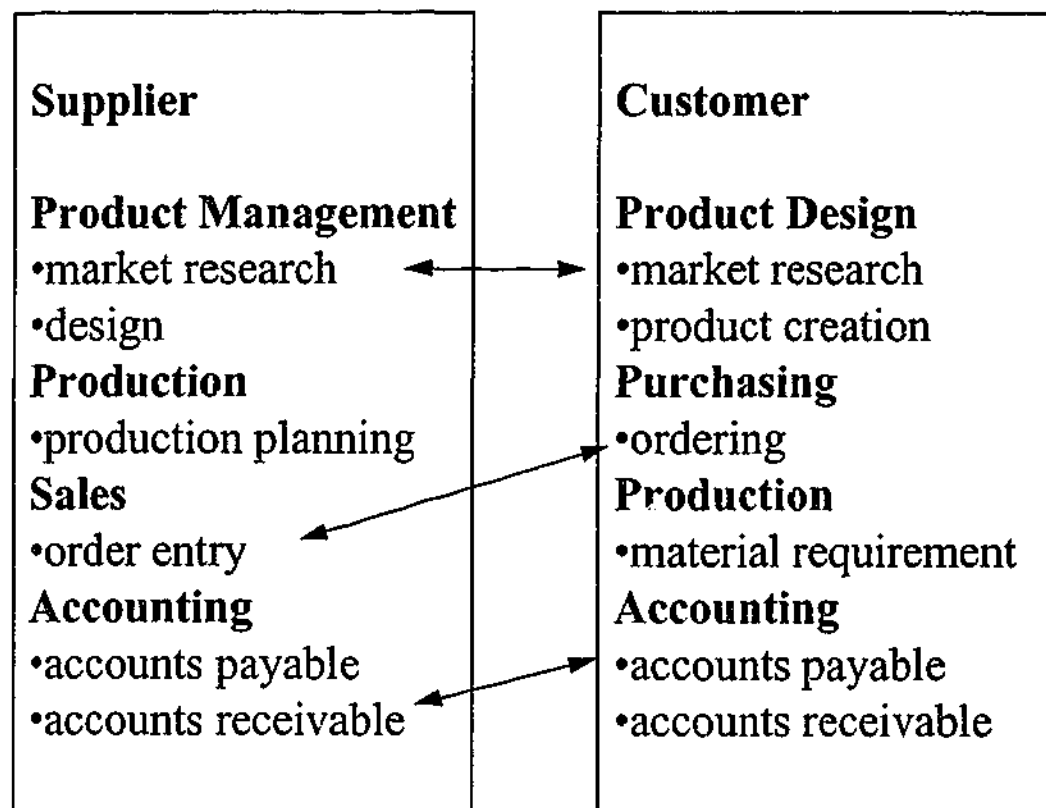 Supplier
Product Management
•market research
•design
Production
•production planning
Sales
•order entry
Accounting
•accounts payable
•accounts receivable
Customer
Product Design
•market research
•product creation
Purchasing
•ordering
Production
•material requirement
Accounting
•accounts payable
•accounts receivable